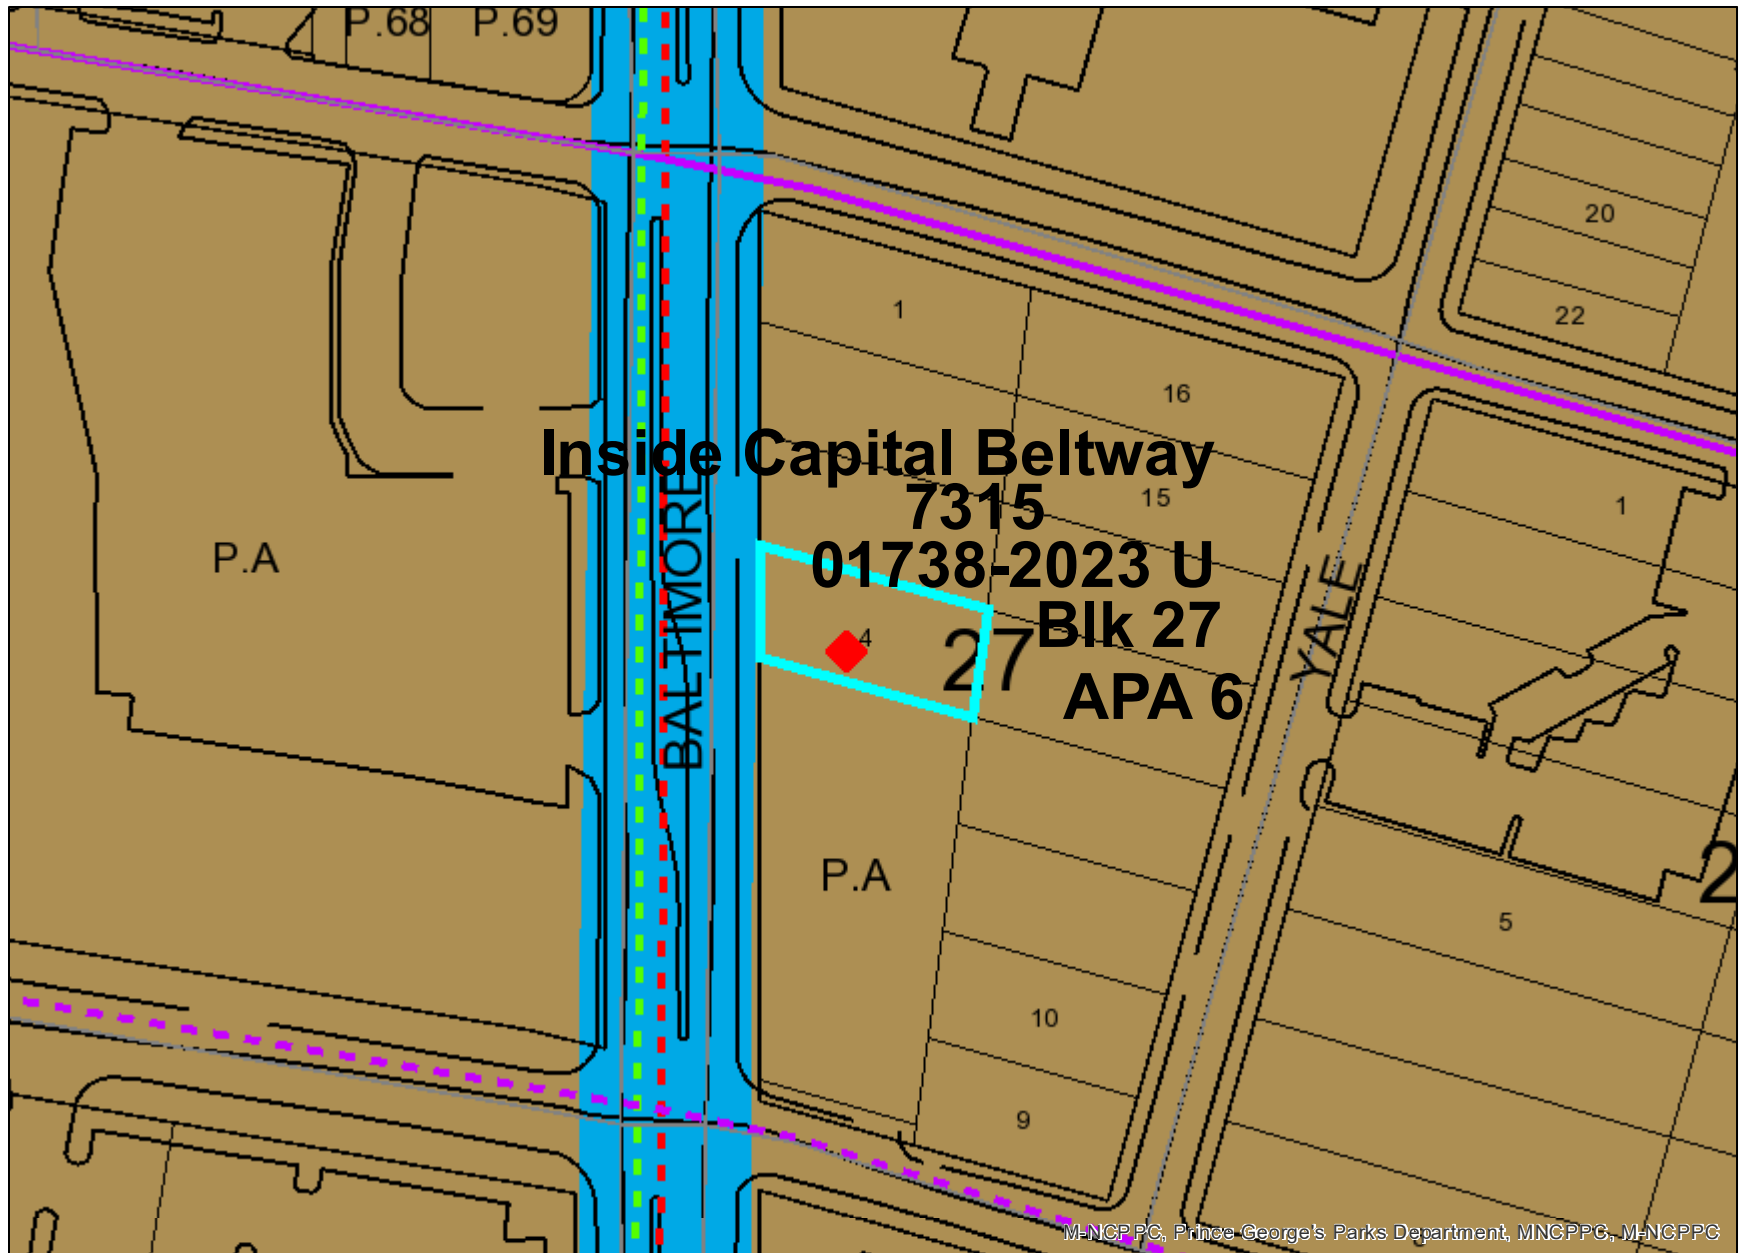 P.68 P.69
20
22
1
16
Inside Capital Beltway
7315
15
1
01738-2023 U
P.A
BALTIMORE
YALE
Blk 27
4
27
APA 6
P.A
2
5
10
9
M-NCPPC, Prince George's Parks Department, MNCPPC, M-NCPPC